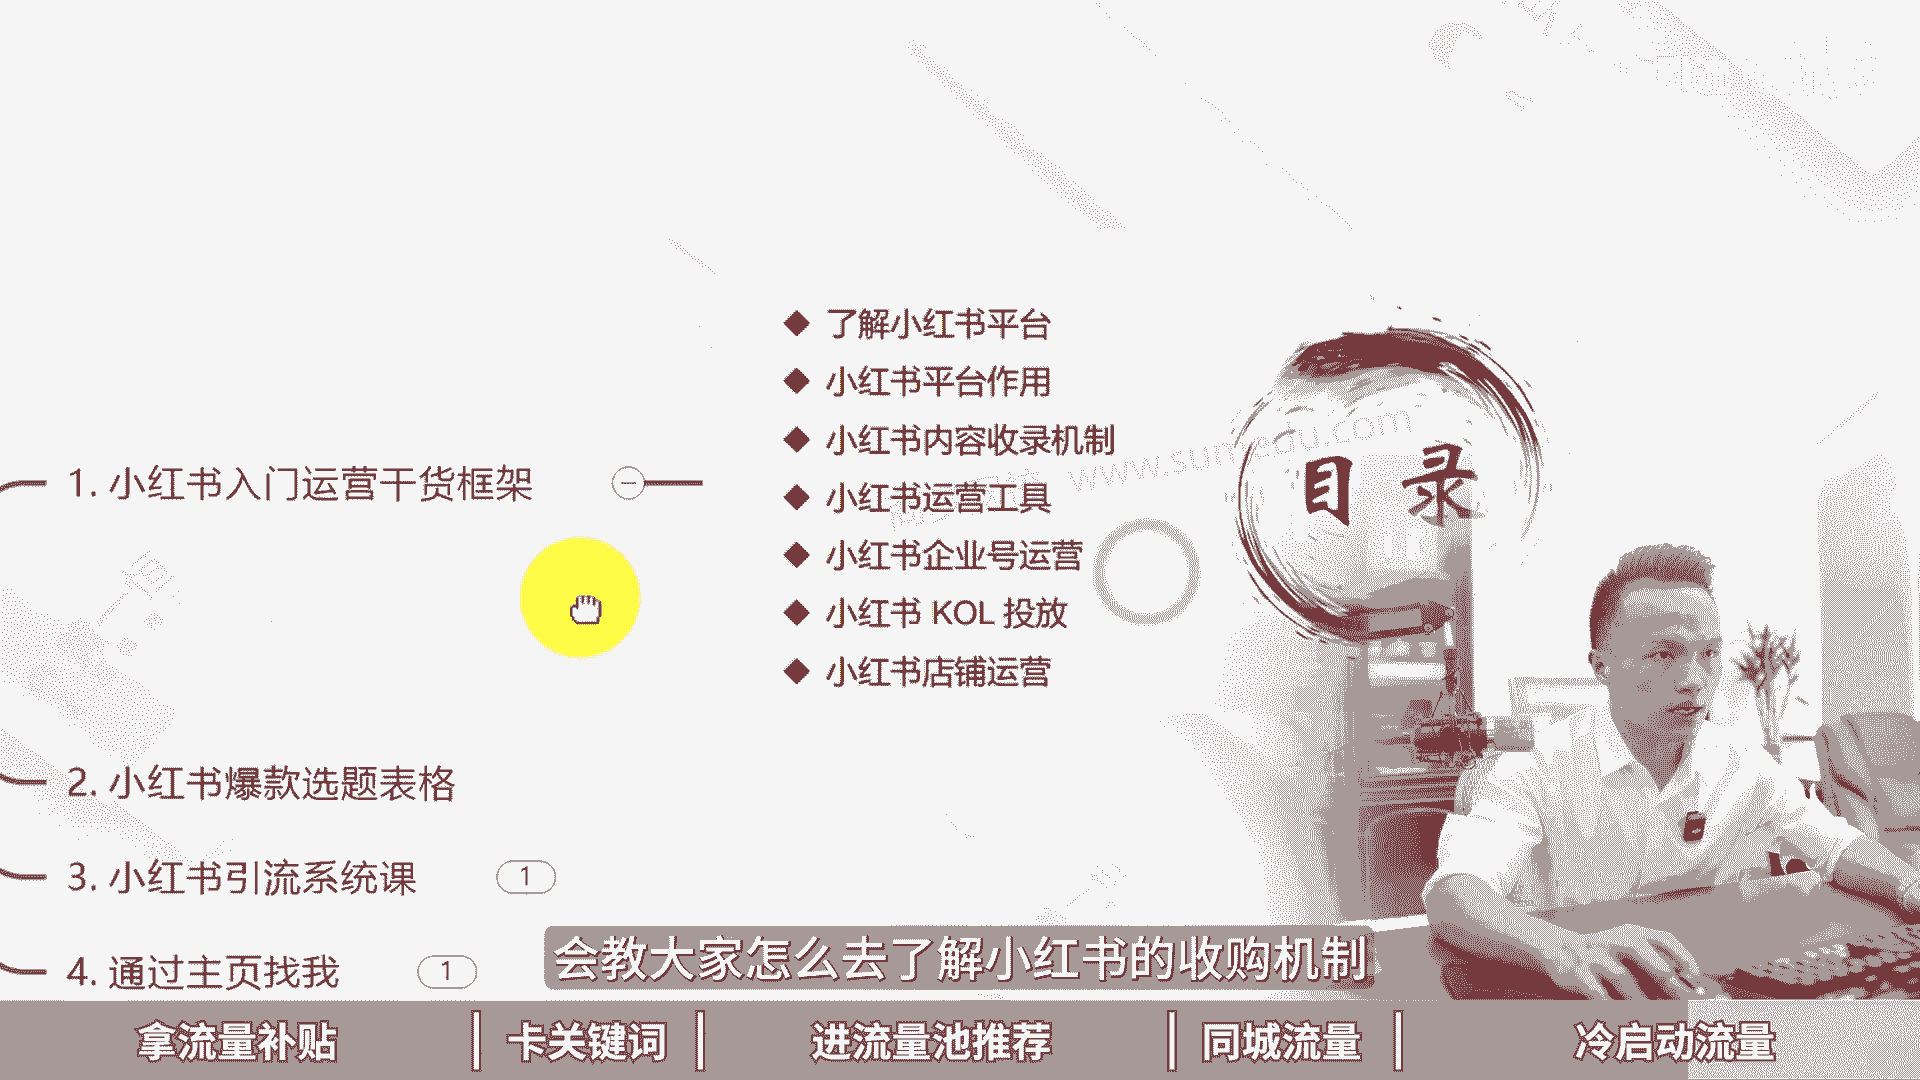 了解小红书平台
小红书平台作用
小红书内容收录机制
1. 小红书入门运营干货框架
小红书运营工具
小红书企业号运营
小红书 KOL 投放
小红书店铺运营
目录
www.sumedu.com
2. 小红书爆款选题表格
3. 小红书引流系统课
1
4. 通过主页找我
1
会教大家怎么去了解小红书的收购机制
拿流量补贴
卡关键词
进流量池推荐
同城流量
冷启动流量